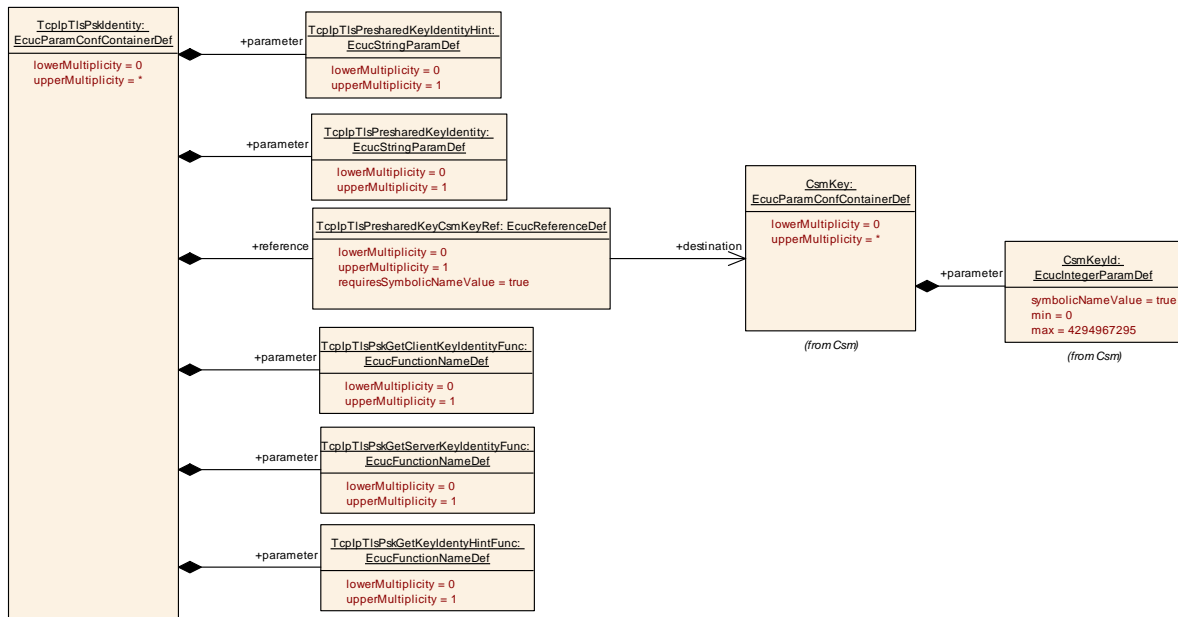 TcpIpTlsPskIdentity:
EcucParamConfContainerDef
lowerMultiplicity = 0
upperMultiplicity = *
+parameter
TcpIpTlsPresharedKeyIdentityHint:
EcucStringParamDef
lowerMultiplicity = 0
upperMultiplicity = 1
+parameter
TcpIpTlsPresharedKeyIdentity:
EcucStringParamDef
lowerMultiplicity = 0
upperMultiplicity = 1
+reference
TcpIpTlsPresharedKeyCsmKeyRef: EcucReferenceDef
lowerMultiplicity = 0
upperMultiplicity = 1
requiresSymbolicNameValue = true
+destination
CsmKey:
EcucParamConfContainerDef
lowerMultiplicity = 0
upperMultiplicity = *
(from Csm)
+parameter
CsmKeyId:
EcucIntegerParamDef
symbolicNameValue = true
min = 0
max = 4294967295
(from Csm)
+parameter
TcpIpTlsPskGetClientKeyIdentityFunc:
EcucFunctionNameDef
lowerMultiplicity = 0
upperMultiplicity = 1
+parameter
TcpIpTlsPskGetServerKeyIdentityFunc:
EcucFunctionNameDef
lowerMultiplicity = 0
upperMultiplicity = 1
+parameter
TcpIpTlsPskGetKeyIdentyHintFunc:
EcucFunctionNameDef
lowerMultiplicity = 0
upperMultiplicity = 1